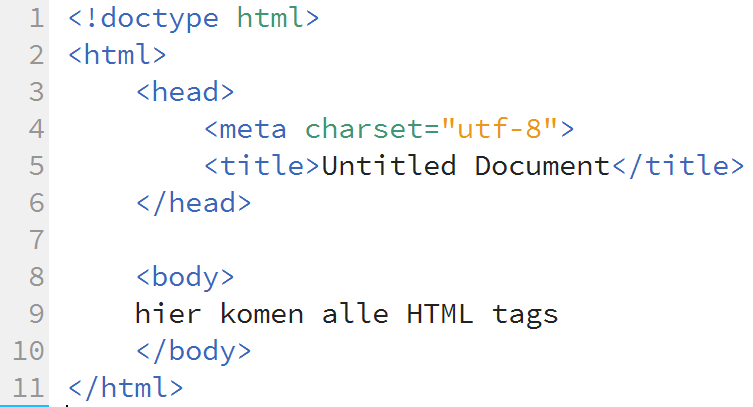 1 <!doctype html>
2 <html>
3     <head>
4         <meta charset="utf-8">
5         <title>Untitled Document</title>
6     </head>
7
8     <body>
9     hier komen alle HTML tags
10     </body>
11 </html>